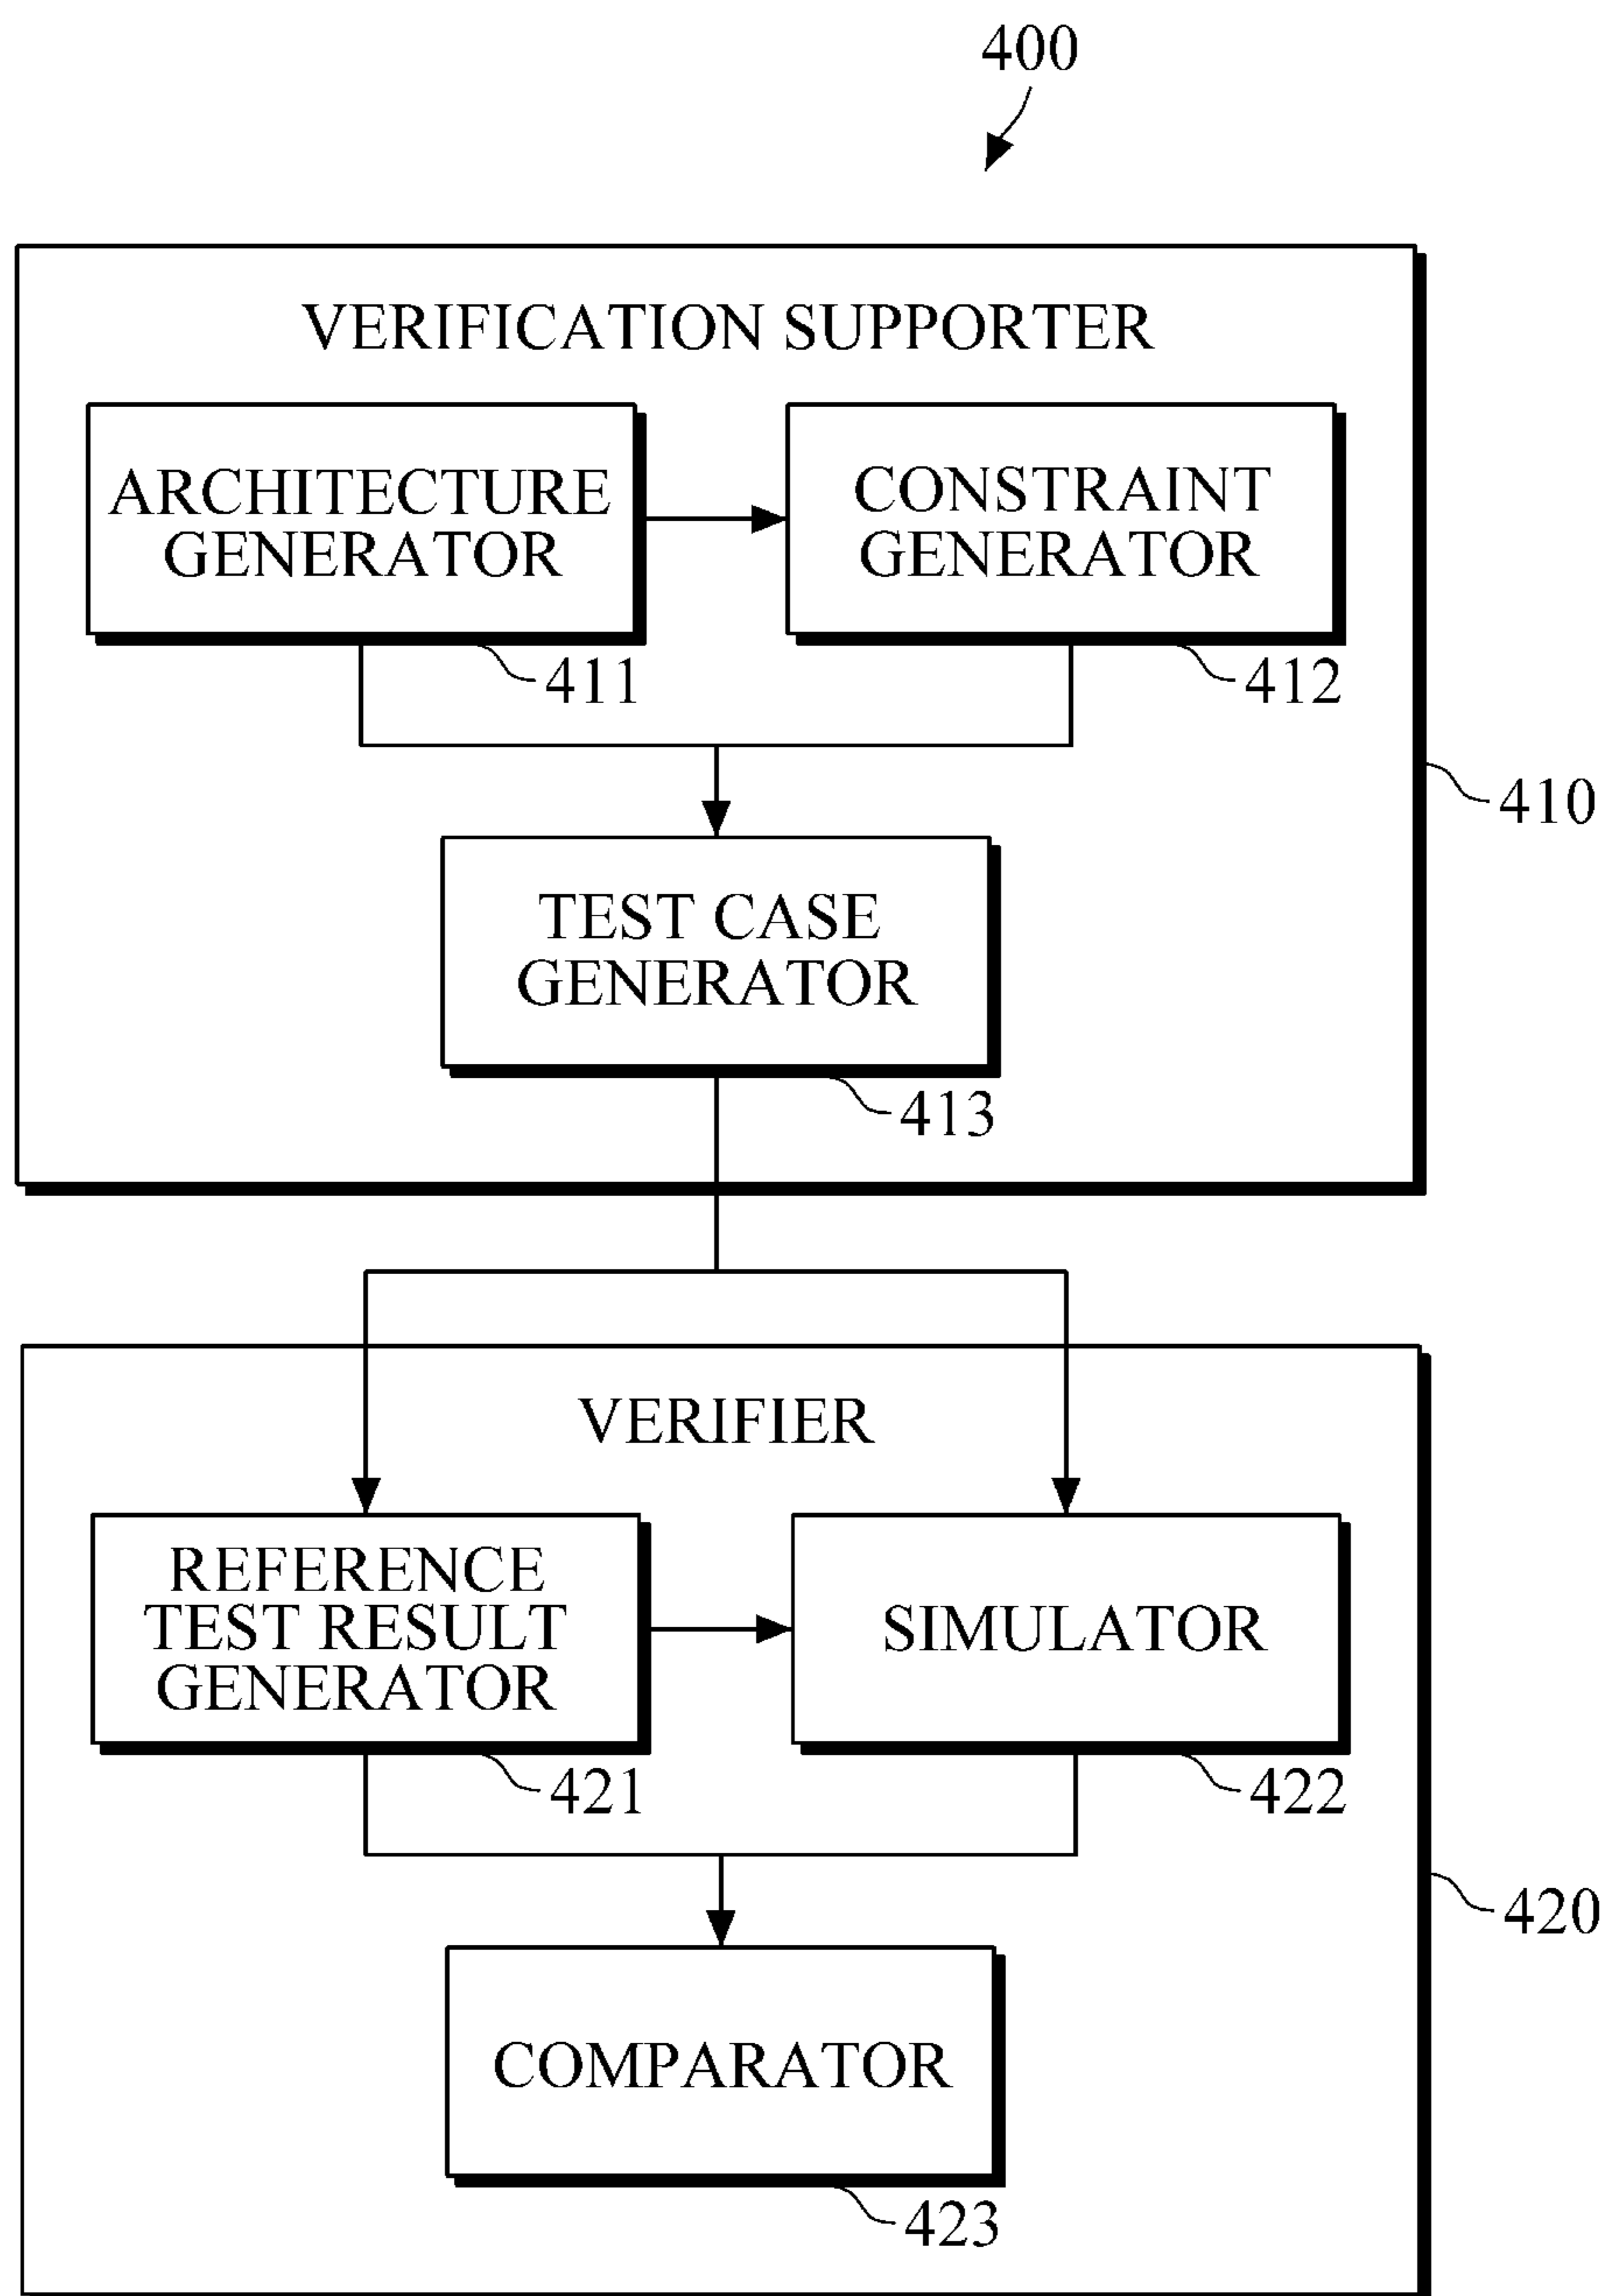 400
VERIFICATION SUPPORTER
ARCHITECTURE
GENERATOR
CONSTRAINT
GENERATOR
411
412
410
TEST CASE
GENERATOR
413
VERIFIER
REFERENCE
TEST RESULT
GENERATOR
SIMULATOR
421
422
420
COMPARATOR
423